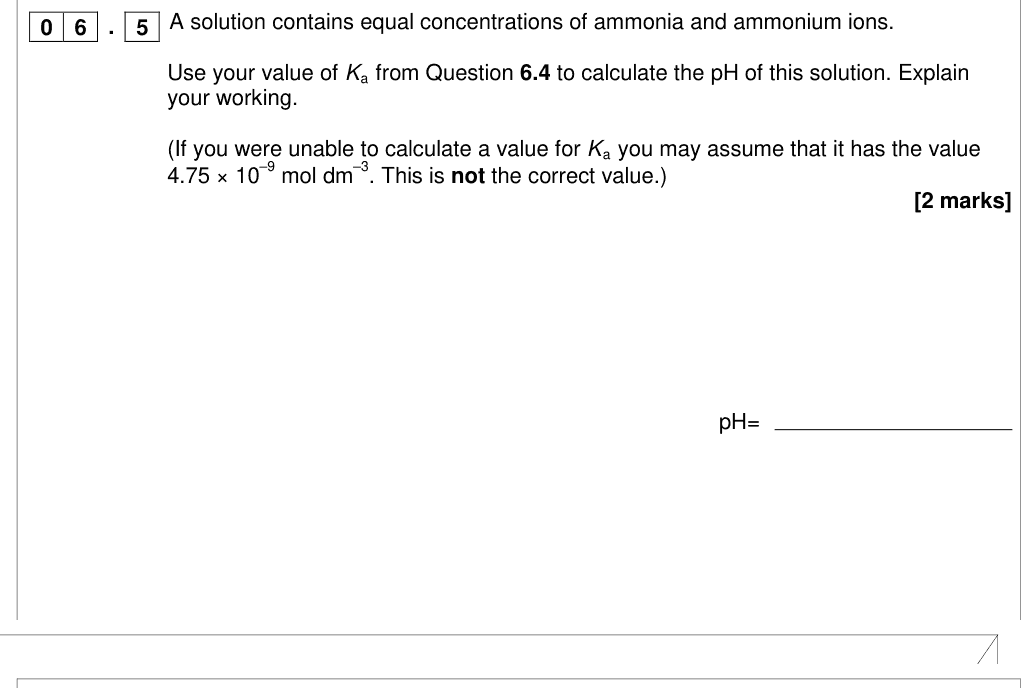 0 6 . 5 A solution contains equal concentrations of ammonia and ammonium ions.
Use your value of Ka from Question 6.4 to calculate the pH of this solution. Explain
your working.
(If you were unable to calculate a value for Ka you may assume that it has the value
4.75 × 10⁻⁹ mol dm⁻³. This is not the correct value.)
[2 marks]
pH= ____________________